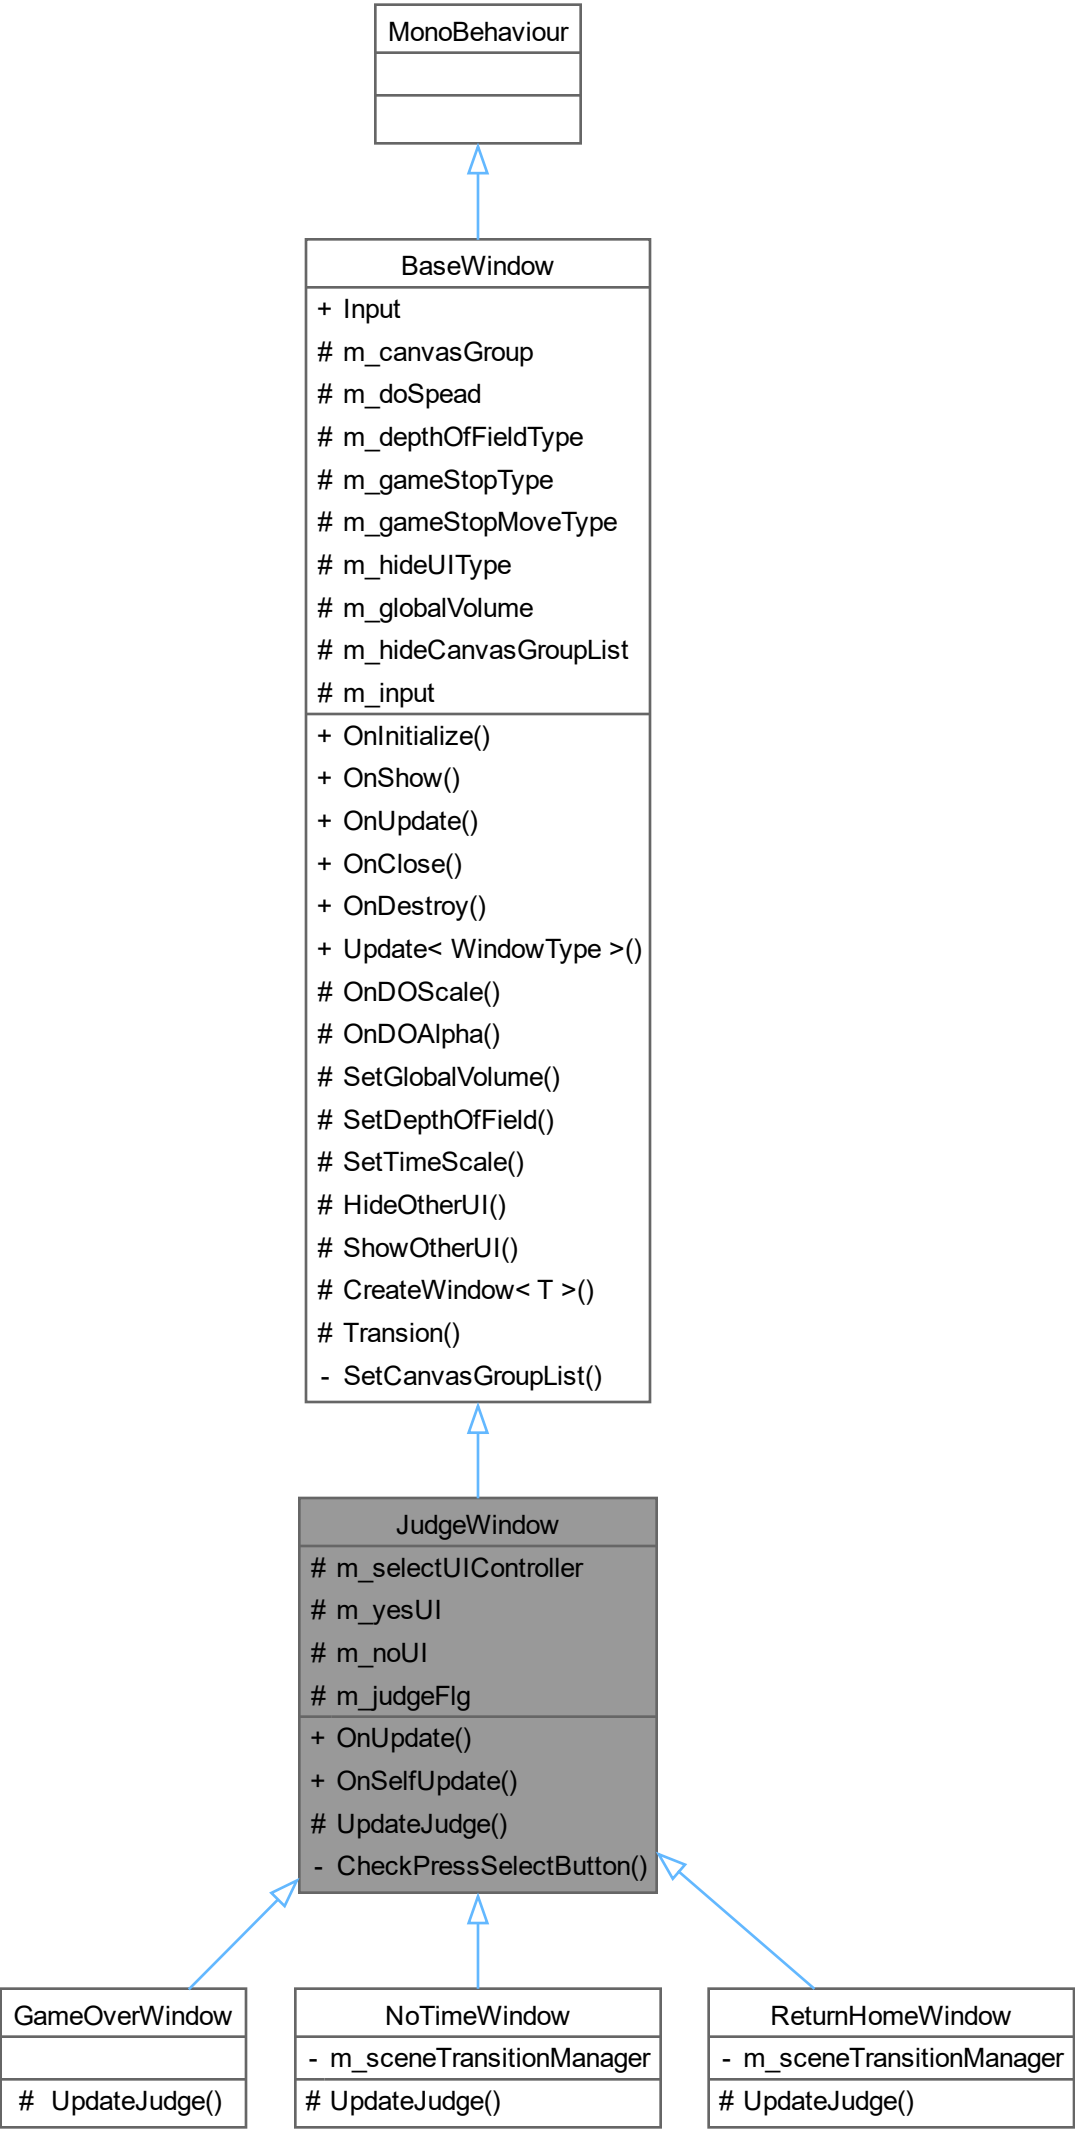 MonoBehaviour
BaseWindow
+ Input
# m_canvasGroup
# m_doSpead
# m_depthOfFieldType
# m_gameStopType
# m_gameStopMoveType
# m_hideUIType
# m_globalVolume
# m_hideCanvasGroupList
# m_input
+ OnInitialize()
+ OnShow()
+ OnUpdate()
+ OnClose()
+ OnDestroy()
+ Update< WindowType >()
# OnDOScale()
# OnDOAlpha()
# SetGlobalVolume()
# SetDepthOfField()
# SetTimeScale()
# HideOtherUI()
# ShowOtherUI()
# CreateWindow< T >()
# Transion()
- SetCanvasGroupList()
JudgeWindow
# m_selectUIController
# m_yesUI
# m_noUI
# m_judgeFlg
+ OnUpdate()
+ OnSelfUpdate()
# UpdateJudge()
- CheckPressSelectButton()
GameOverWindow
# UpdateJudge()
NoTimeWindow
- m_sceneTransitionManager
# UpdateJudge()
ReturnHomeWindow
- m_sceneTransitionManager
# UpdateJudge()